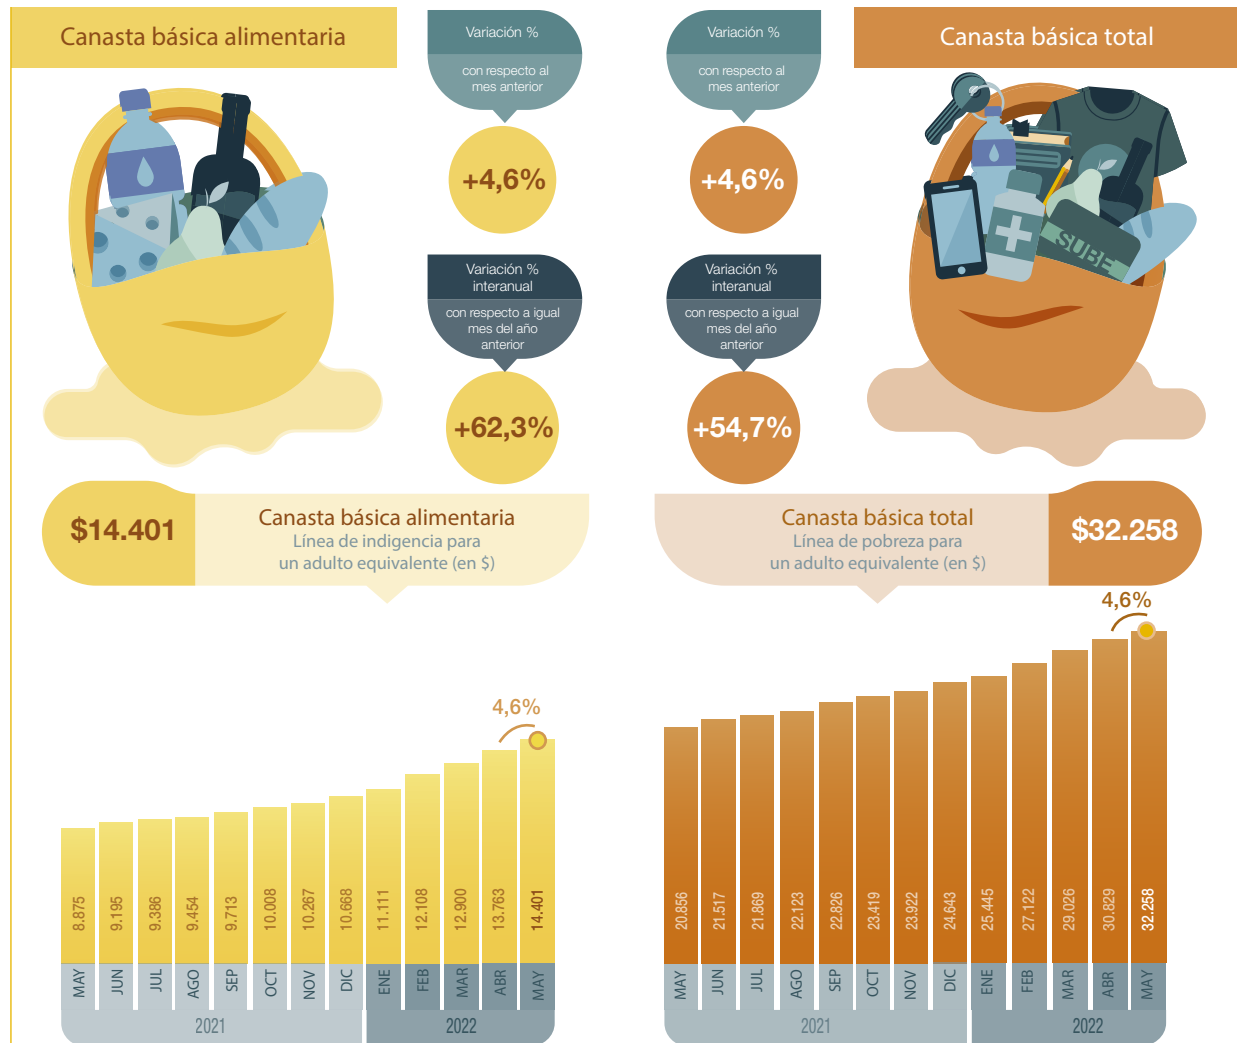 Canasta básica alimentaria
Variación %
con respecto al
mes anterior
+4,6%
Variación %
interanual
con respecto a igual
mes del año
anterior
+62,3%
Variación %
con respecto al
mes anterior
+4,6%
Variación %
interanual
con respecto a igual
mes del año
anterior
+54,7%
Canasta básica total
SUBE
$14.401
Canasta básica alimentaria
Línea de indigencia para
un adulto equivalente (en $)
Canasta básica total
Línea de pobreza para
un adulto equivalente (en $)
$32.258
4,6%
8.875
9.195
9.386
9.454
9.713
10.008
10.267
10.668
11.111
12.108
12.900
13.763
14.401
MAY
JUN
JUL
AGO
SEP
OCT
NOV
DIC
ENE
FEB
MAR
ABR
MAY
2021
2022
4,6%
20.856
21.517
21.869
22.123
22.826
23.419
23.922
24.643
25.445
27.122
29.026
30.829
32.258
MAY
JUN
JUL
AGO
SEP
OCT
NOV
DIC
ENE
FEB
MAR
ABR
MAY
2021
2022